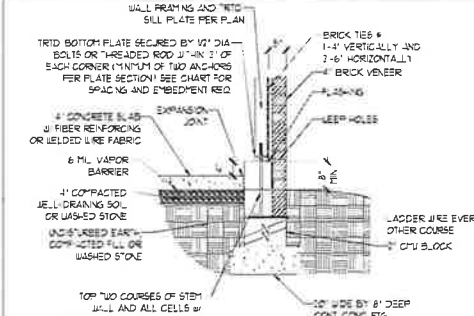 WALL FRAMING AND TRTD
SILL PLATE PER PLAN
TRTD BOTTOM PLATE SECURED BY 1/2" DIA
BOLTS OR THREADED ROD WITHIN 3" OF
EACH CORNER (MINIMUM OF TWO ANCHORS
PER PLATE SECTION) SEE CHART FOR
SPACING AND EMBEDMENT REQ
EXPANSION
JOINT
4" CONCRETE SLAB
W/ FIBER REINFORCING
OR WELDED WIRE FABRIC
6 MIL VAPOR
BARRIER
4" COMPACTED
WELL-DRAINING SOIL
OR WASHED STONE
UNDISTURBED EARTH
COMPACTED FILL OR
WASHED STONE
TOP TWO COURSES OF STEM
WALL AND ALL CELLS W/
BRICK TIES @
1'-4" VERTICALLY AND
2'-6" HORIZONTALLY
4" BRICK VENEER
FLASHING
WEEP HOLES
8"
MIN
LADDER WIRE EVERY
OTHER COURSE
CMU BLOCK
20" WIDE BY 8" DEEP
CONT CONC FTG